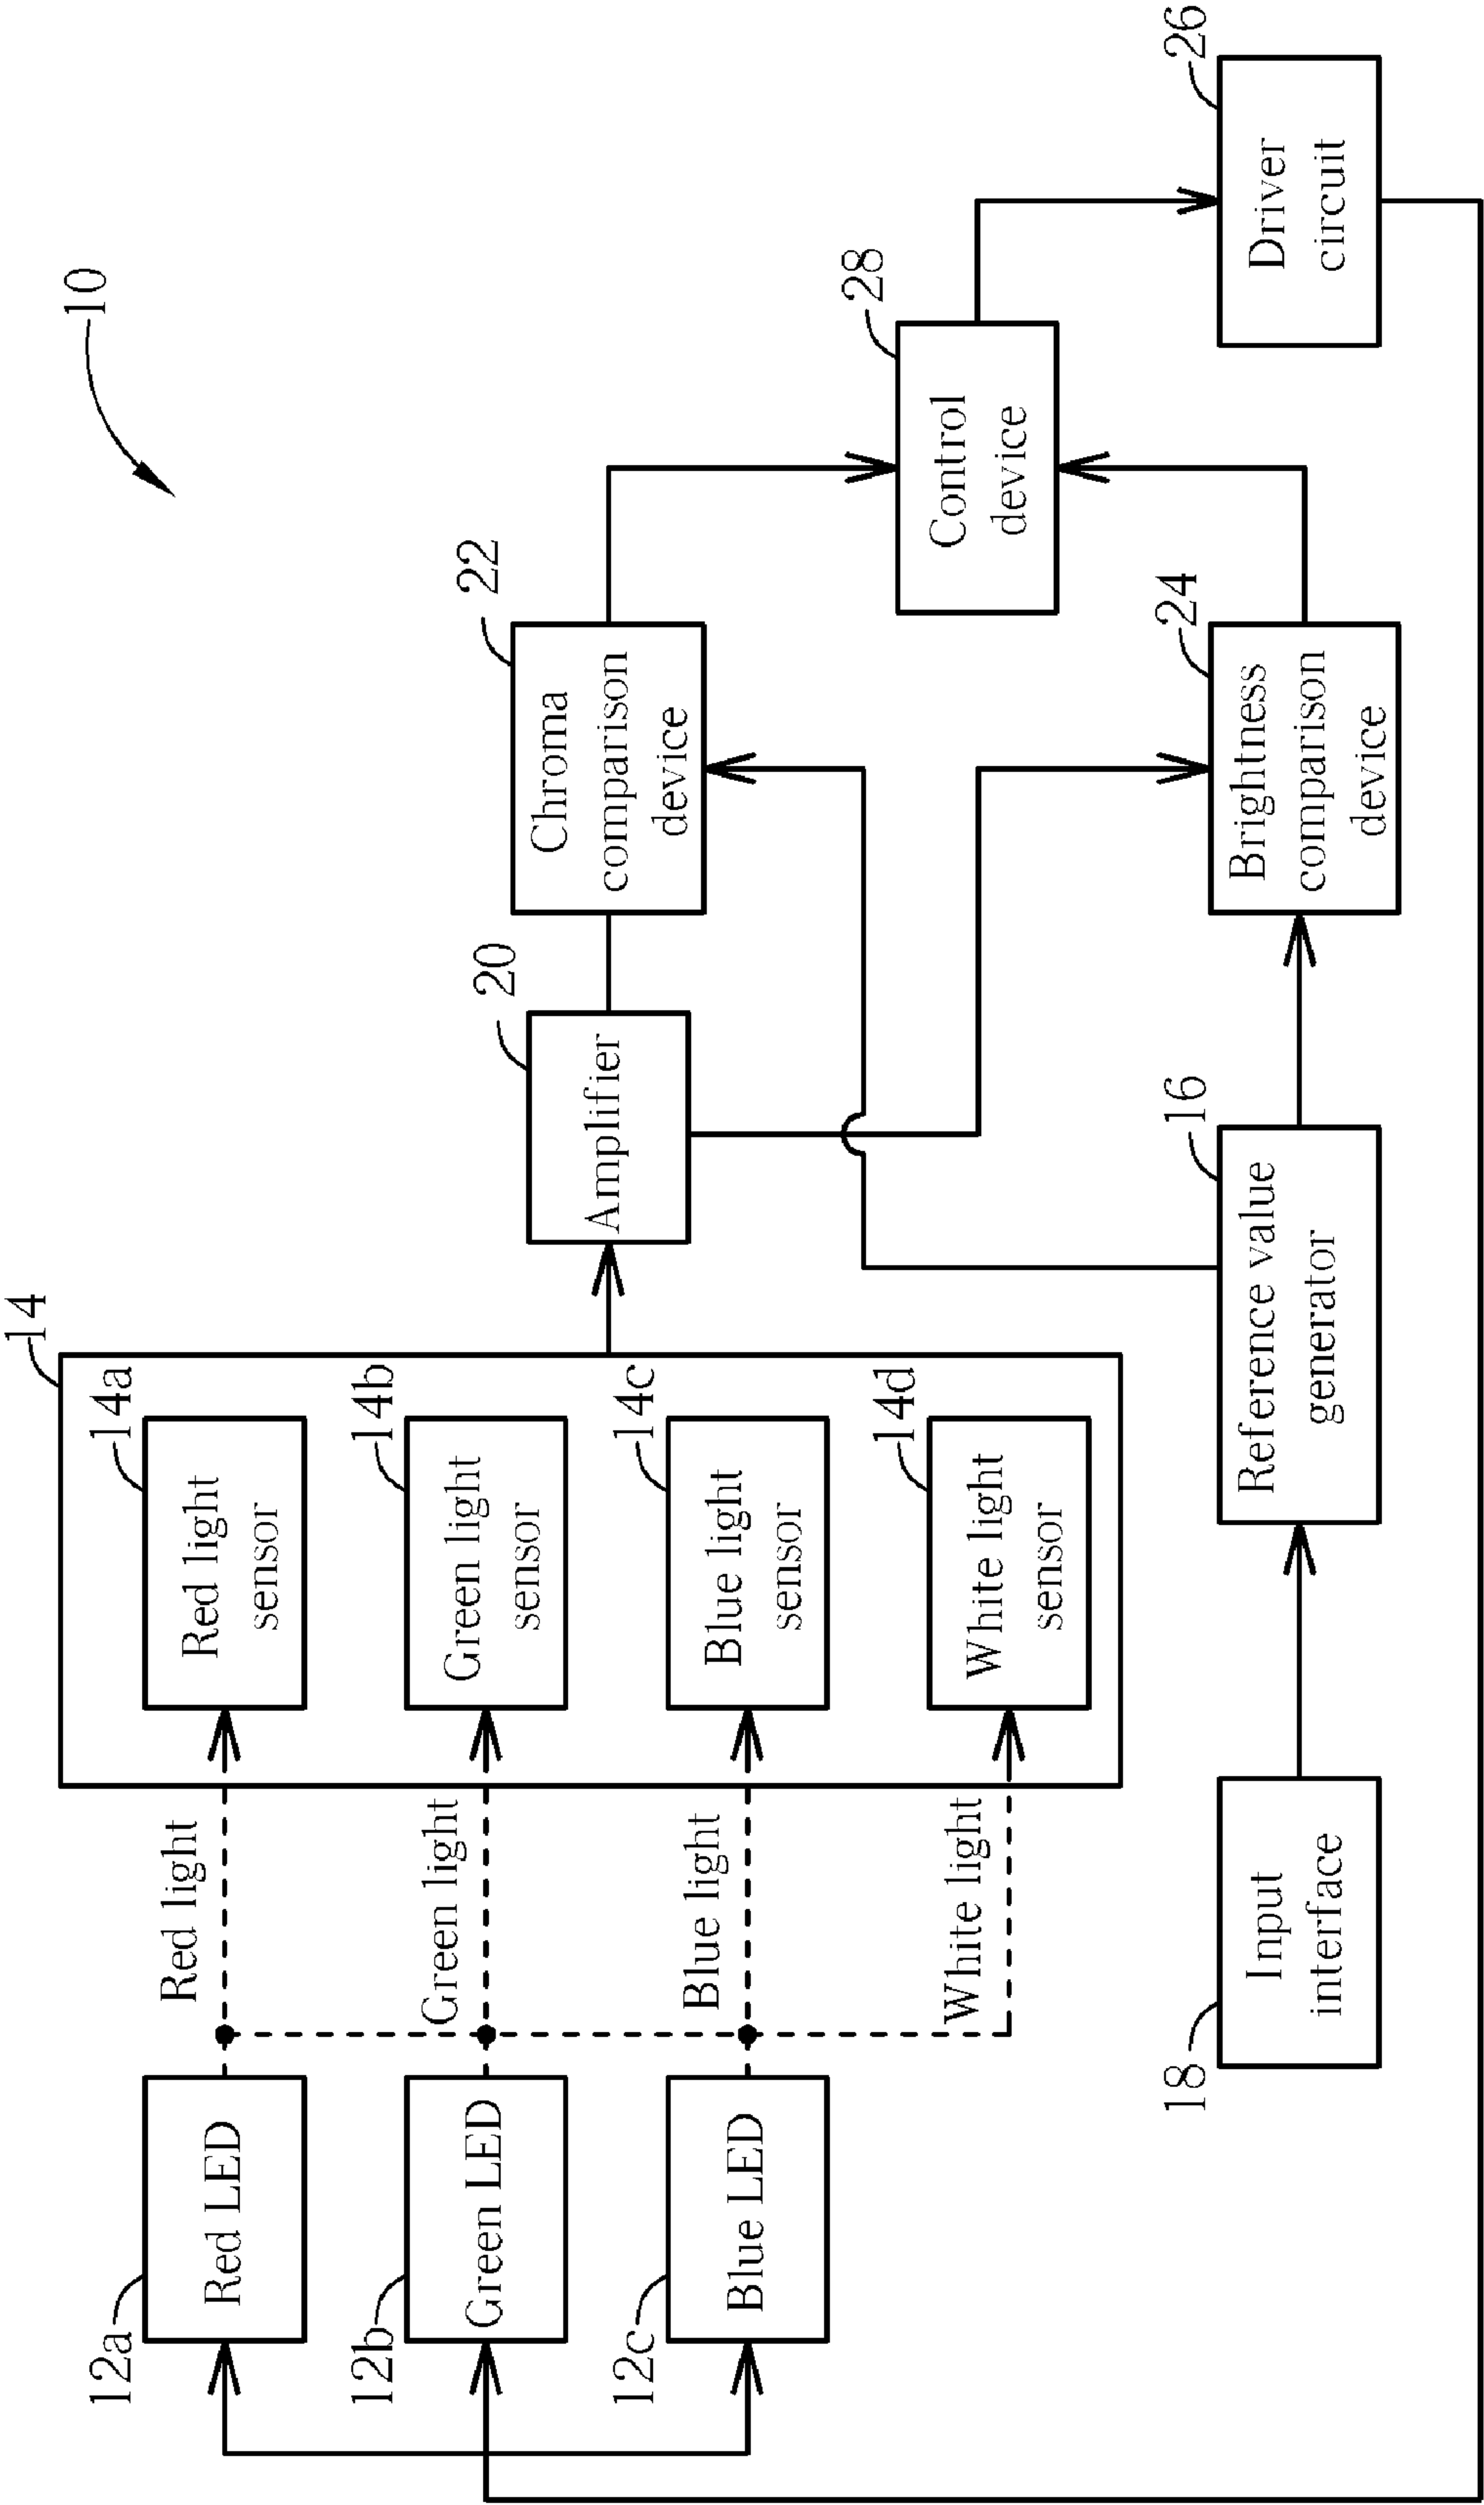 10
12a
Red LED
12b
Green LED
12c
Blue LED
Red light
Green light
Blue light
White light
14
14a
Red light
sensor
14b
Green light
sensor
14c
Blue light
sensor
14d
White light
sensor
20
Amplifier
22
Chroma
comparison
device
28
Control
device
26
Driver
circuit
18
Input
interface
16
Reference value
generator
24
Brightness
comparison
device